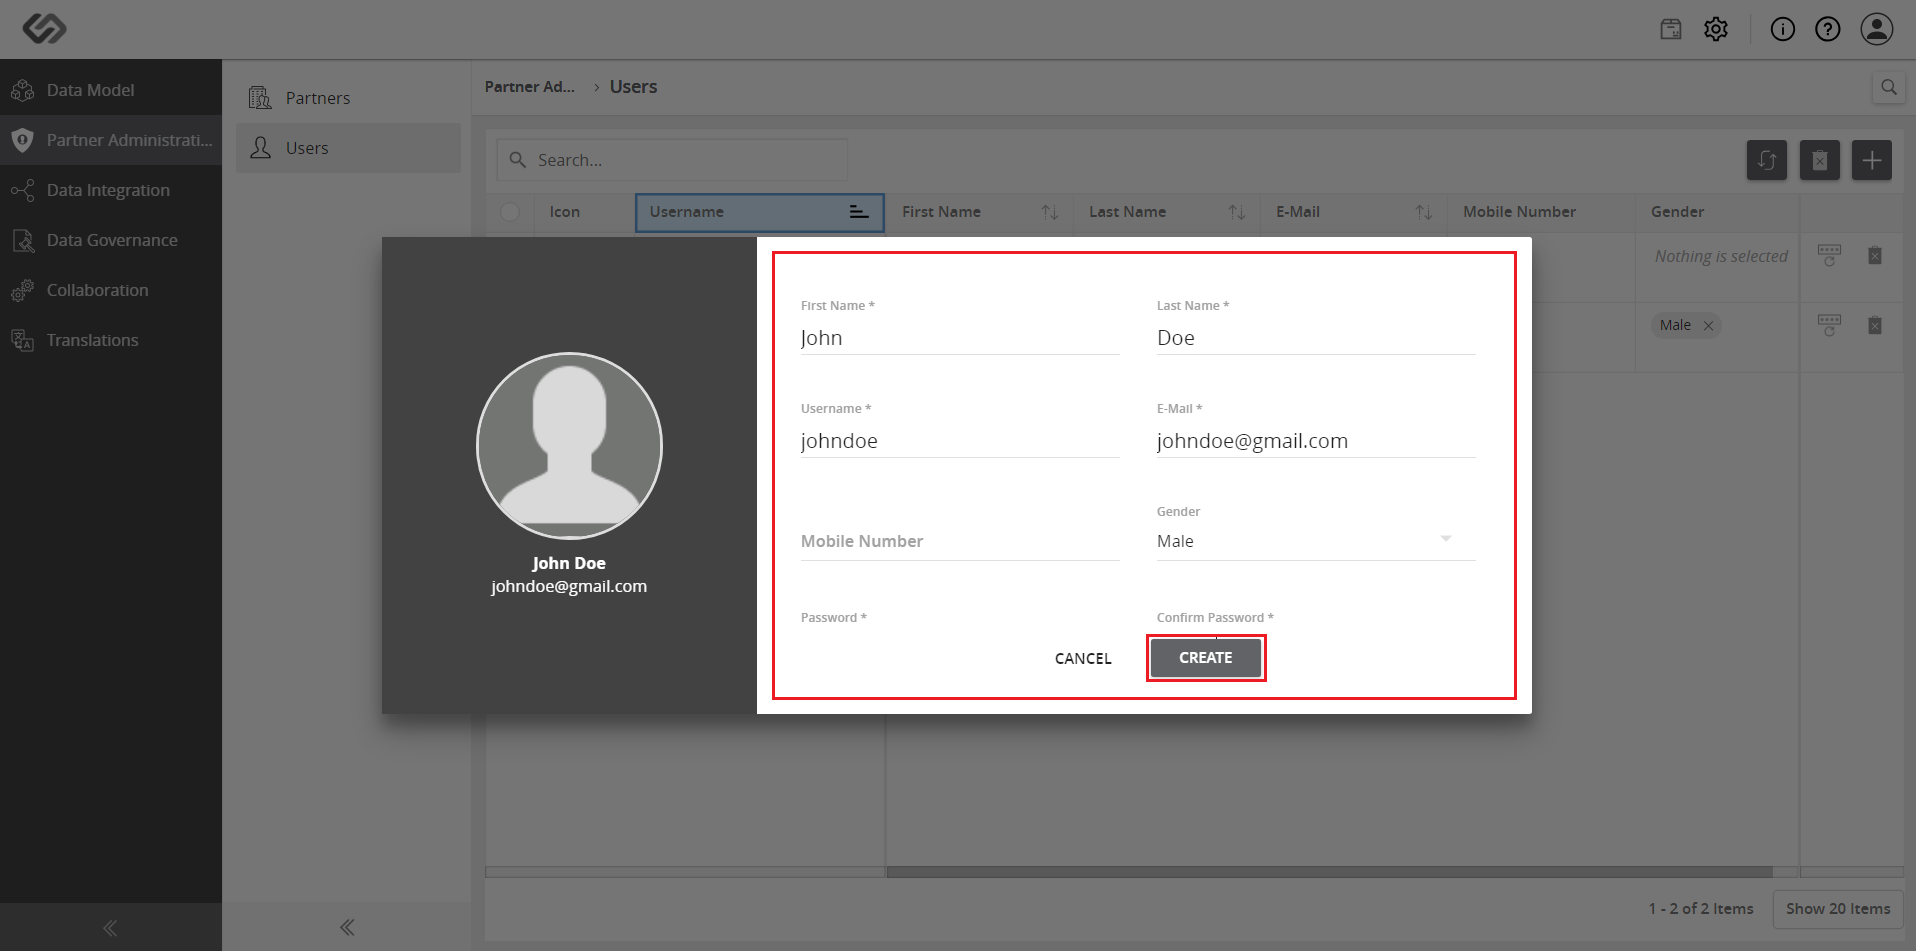 Data Model
Partner Administrati...
Data Integration
Data Governance
Collaboration
Translations
Partners
Users
Partner Ad... › Users
Search...
Icon Username First Name Last Name E-Mail Mobile Number Gender
Nothing is selected
Male
First Name * Last Name *
John Doe
Username * E-Mail *
johndoe johndoe@gmail.com
Gender
Mobile Number Male
Password * Confirm Password *
CANCEL CREATE
John Doe
johndoe@gmail.com
1 - 2 of 2 Items Show 20 Items